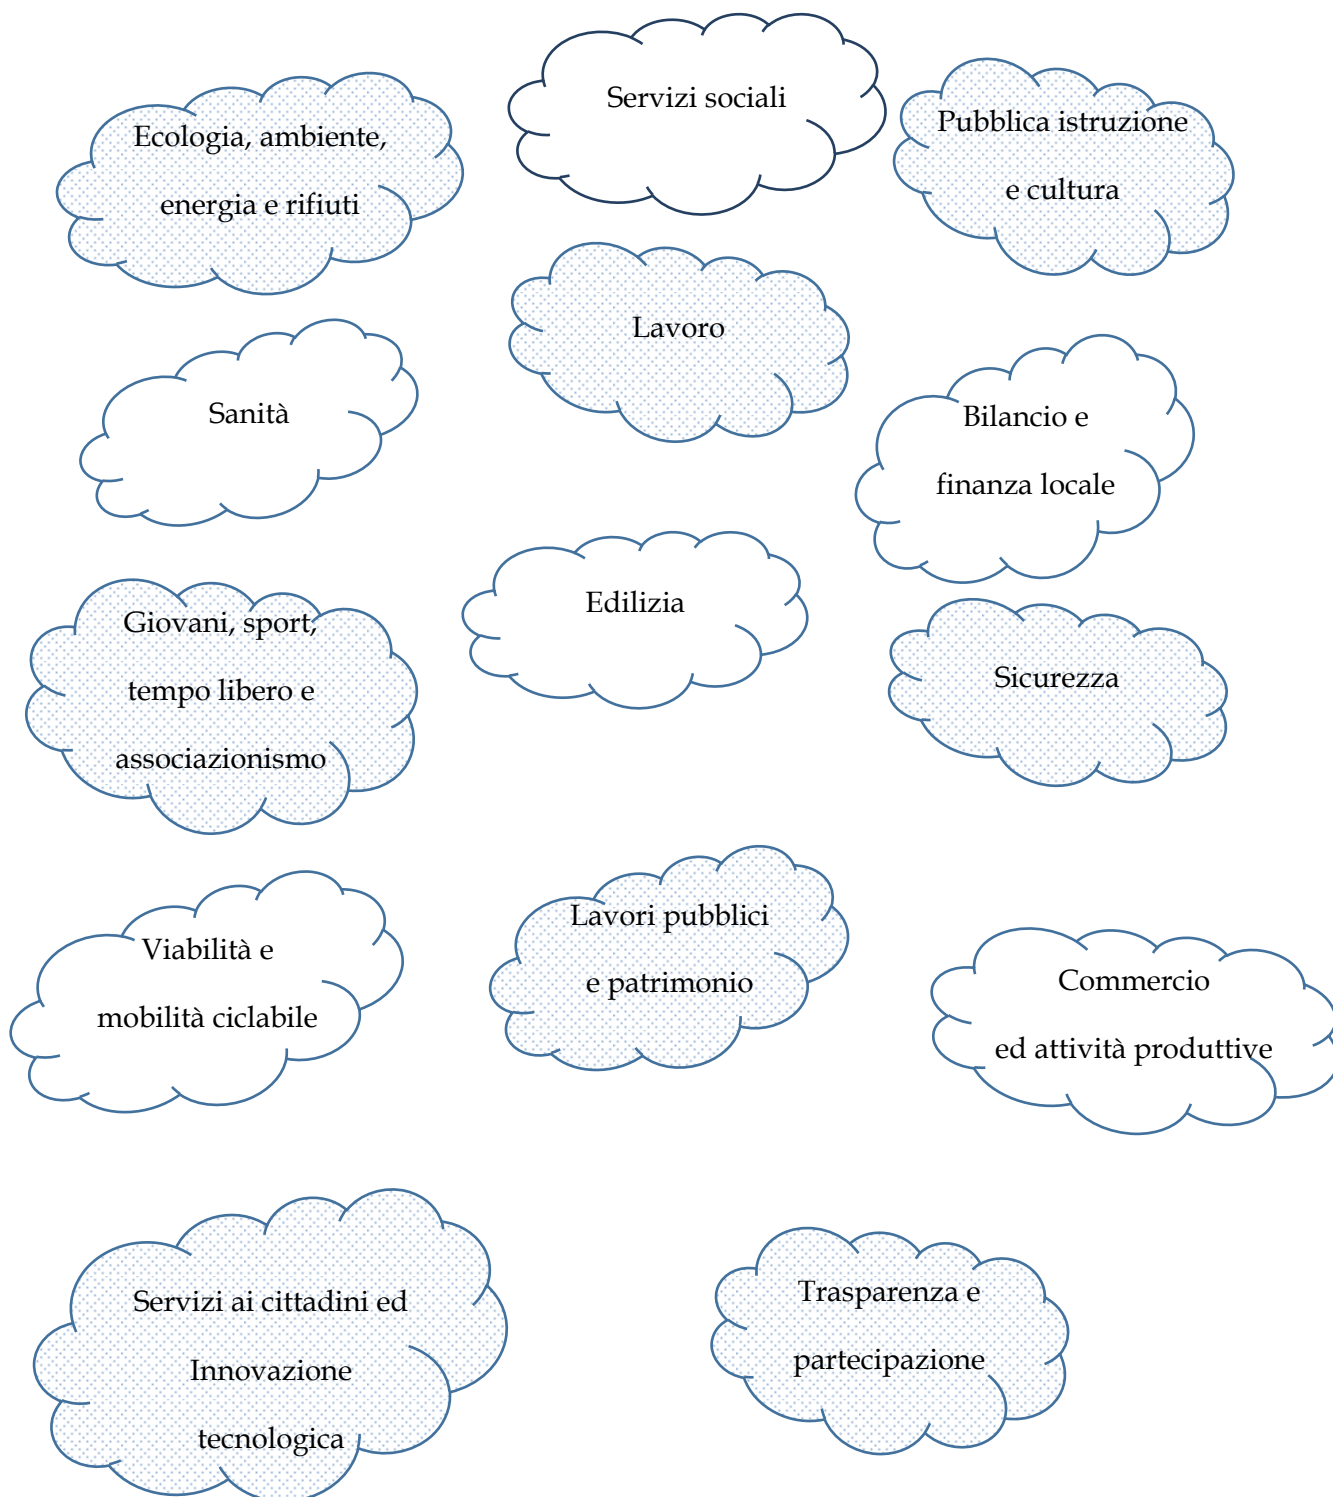 Servizi sociali
Ecologia, ambiente,
energia e rifiuti
Pubblica istruzione
e cultura
Lavoro
Sanità
Bilancio e
finanza locale
Edilizia
Giovani, sport,
tempo libero e
associazionismo
Sicurezza
Viabilità e
mobilità ciclabile
Lavori pubblici
e patrimonio
Commercio
ed attività produttive
Servizi ai cittadini ed
Innovazione
tecnologica
Trasparenza e
partecipazione